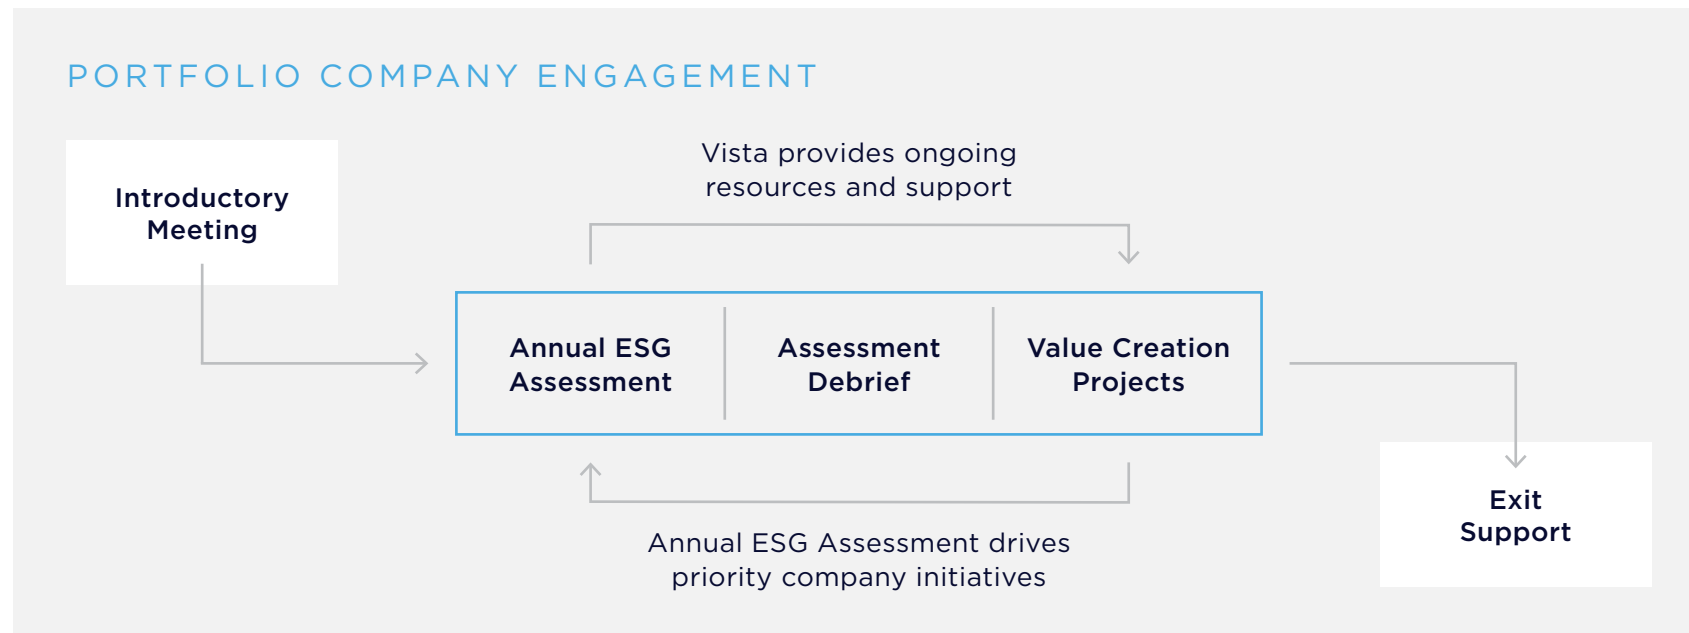 PORTFOLIO COMPANY ENGAGEMENT
Introductory
Meeting
Vista provides ongoing
resources and support
Annual ESG
Assessment
Assessment
Debrief
Value Creation
Projects
Annual ESG Assessment drives
priority company initiatives
Exit
Support